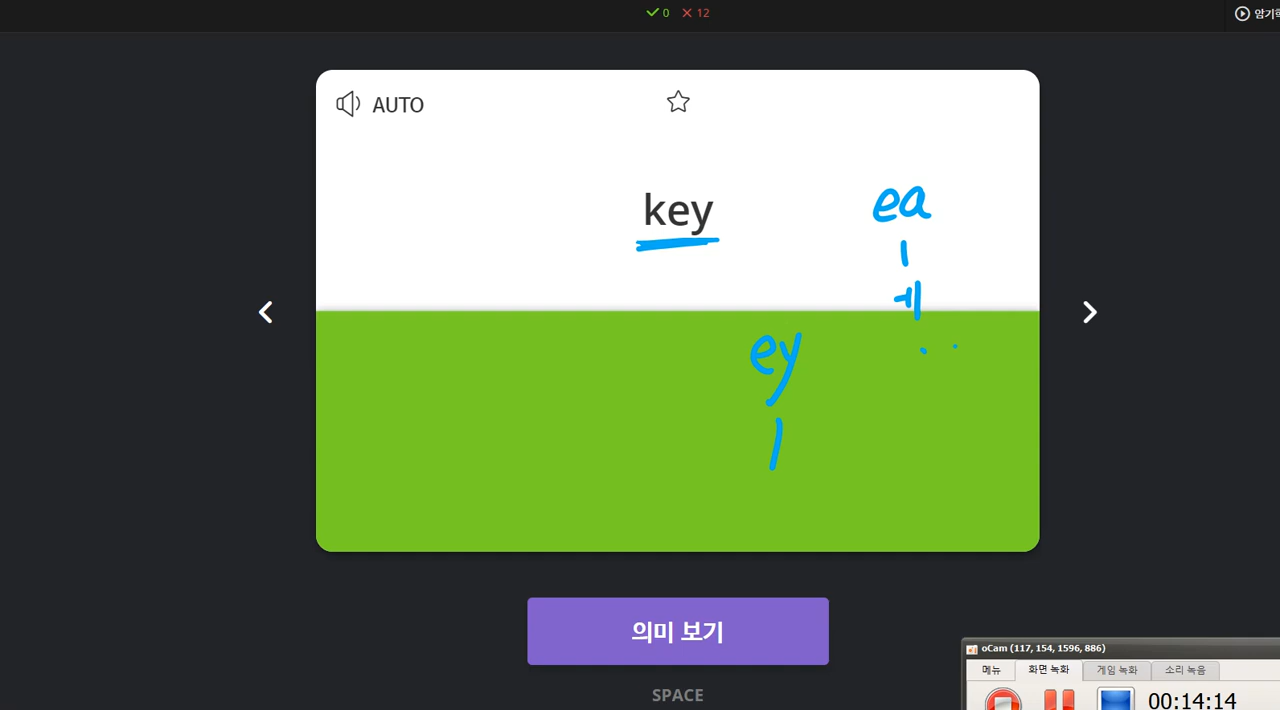 0 12
암기학
AUTO
key
ea
ㅣ
ㅔ
ey
ㅣ
의미 보기
SPACE
oCam (117, 154, 1596, 886)
메뉴 화면 녹화 게임 녹화 소리 녹음
00:14:14